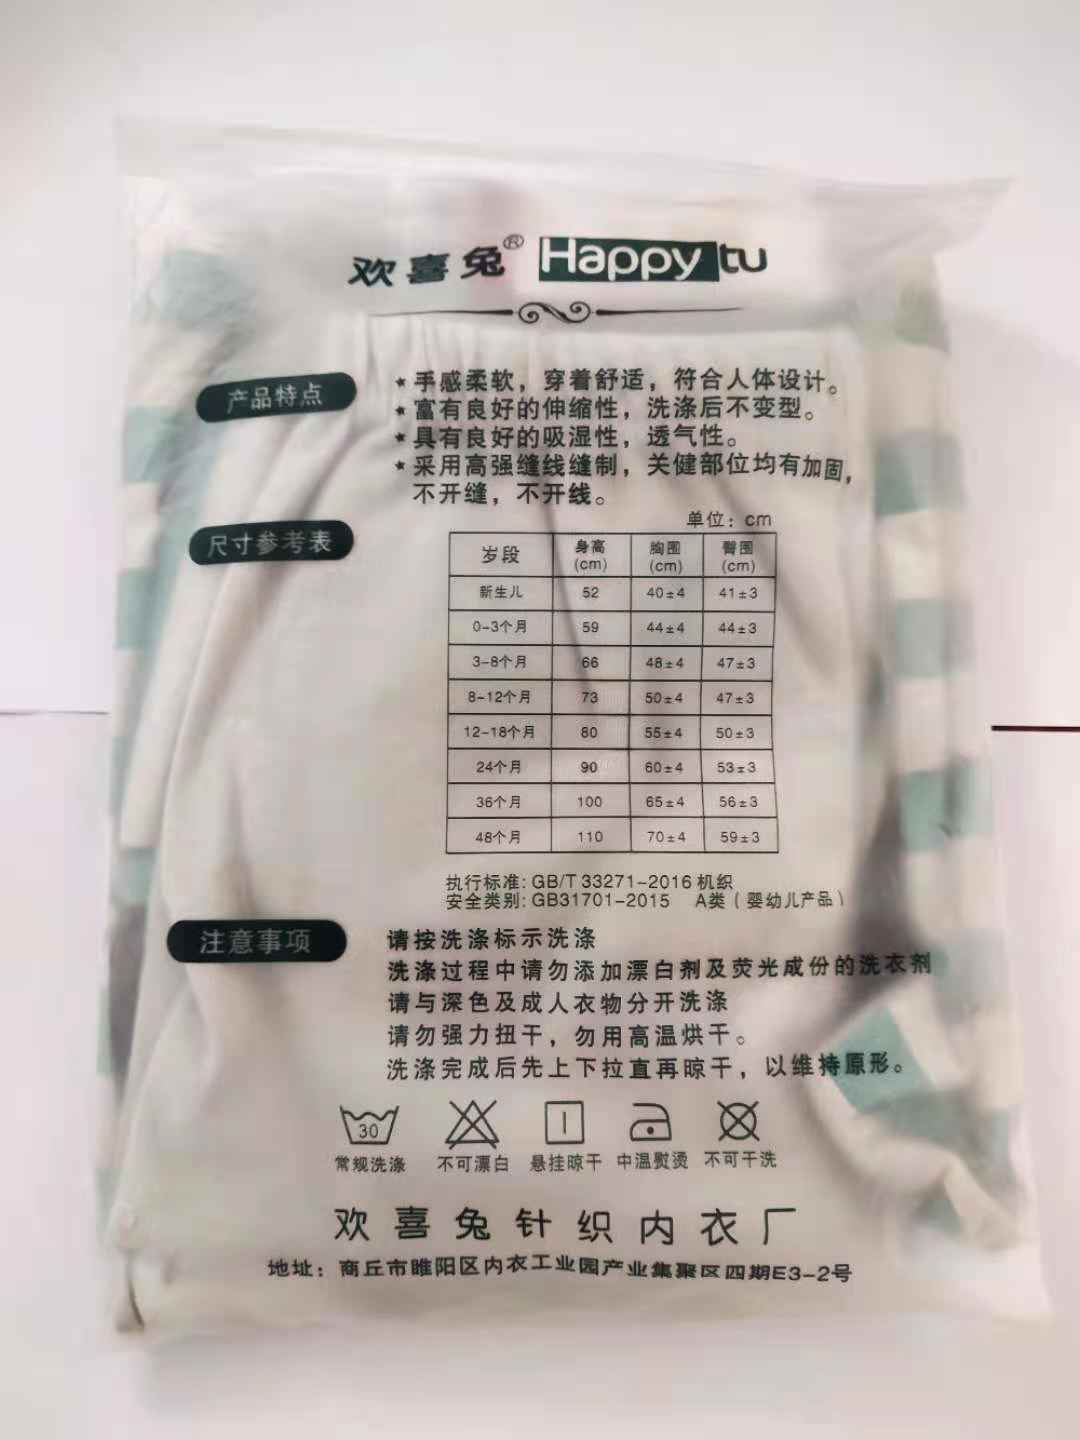 欢喜兔® Happy tu
产品特点
★手感柔软，穿着舒适，符合人体设计。
★富有良好的伸缩性，洗涤后不变型。
★具有良好的吸湿性，透气性。
★采用高强缝线缝制，关健部位均有加固，
不开缝，不开线。
尺寸参考表
单位：cm
岁段 身高(cm) 胸围(cm) 臀围(cm)
新生儿 52 40±4 41±3
0-3个月 59 44±4 44±3
3-8个月 66 48±4 47±3
8-12个月 73 50±4 47±3
12-18个月 80 55±4 50±3
24个月 90 60±4 53±3
36个月 100 65±4 56±3
48个月 110 70±4 59±3
执行标准：GB/T 33271-2016 机织
安全类别：GB31701-2015 A类（婴幼儿产品）
注意事项
请按洗涤标示洗涤
洗涤过程中请勿添加漂白剂及荧光成份的洗衣剂
请与深色及成人衣物分开洗涤
请勿强力扭干，勿用高温烘干。
洗涤完成后先上下拉直再晾干，以维持原形。
30
常规洗涤 不可漂白 悬挂晾干 中温熨烫 不可干洗
欢喜兔针织内衣厂
地址：商丘市睢阳区内衣工业园产业集聚区四期E3-2号